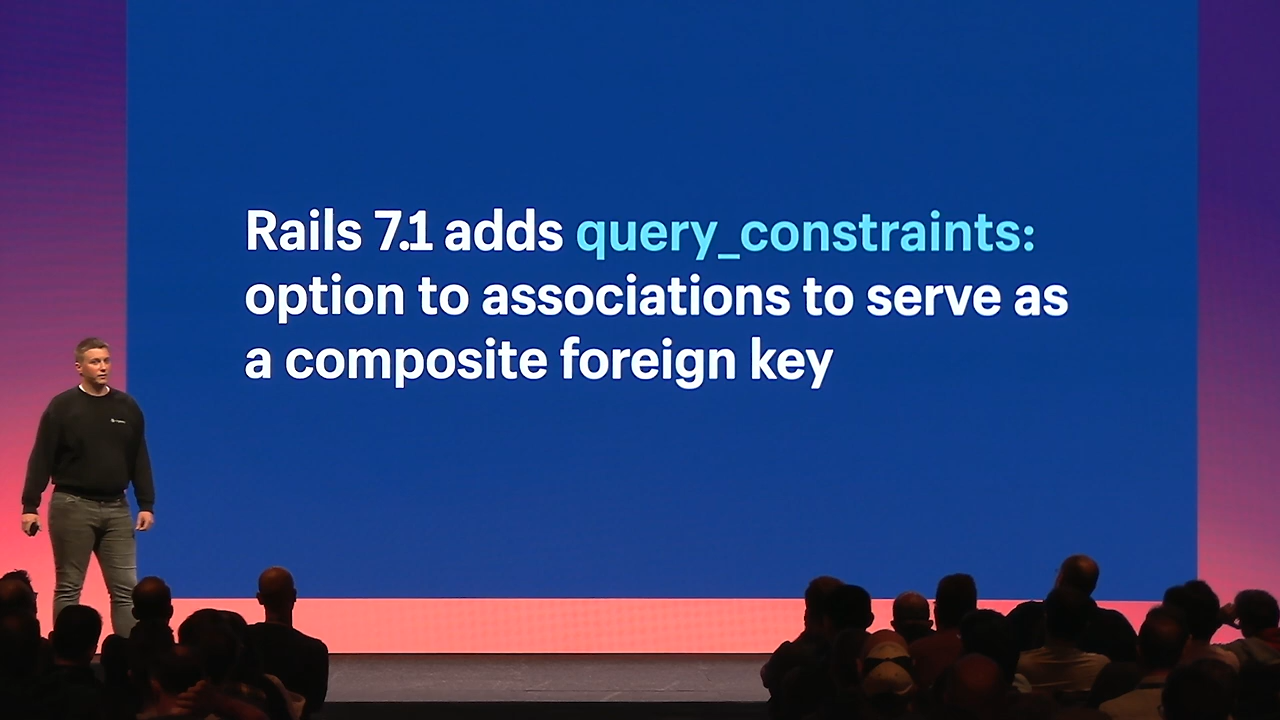 Rails 7.1 adds query_constraints:
option to associations to serve as
a composite foreign key